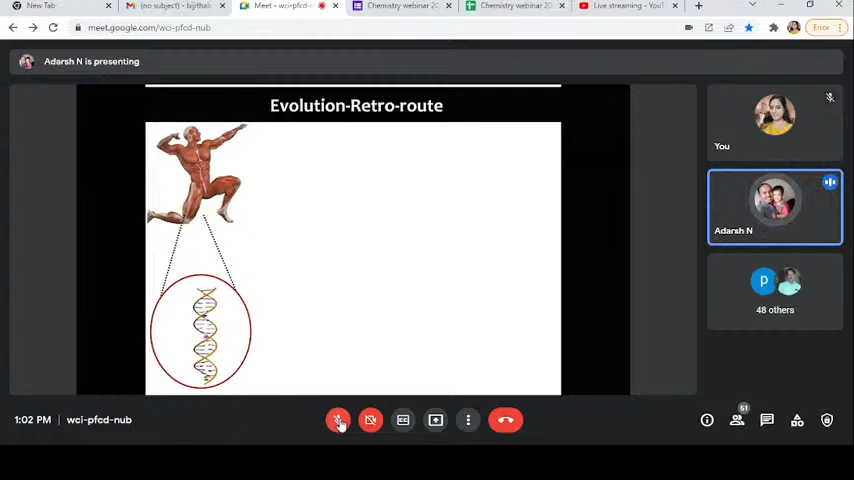 New Tab
(no subject) - bijithal
Meet - wci-pfcd-
Chemistry webinar 20
Chemistry webinar 20
Live streaming - YouT
meet.google.com/wci-pfcd-nub
Error
Adarsh N is presenting
Evolution-Retro-route
You
Adarsh N
p
48 others
1:02 PM | wci-pfcd-nub
CC
51